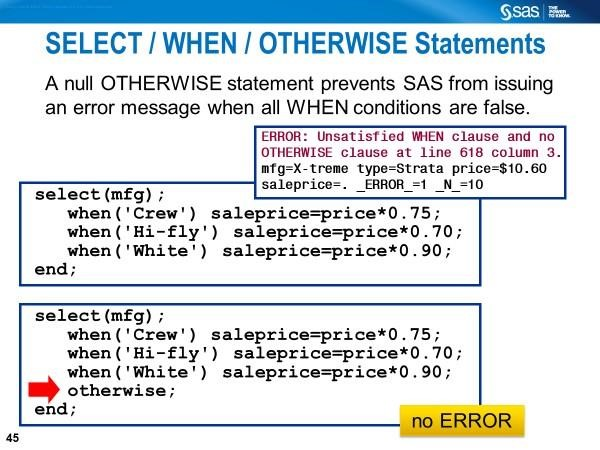 sas THE
POWER
TO KNOW.
SELECT / WHEN / OTHERWISE Statements
A null OTHERWISE statement prevents SAS from issuing
an error message when all WHEN conditions are false.
ERROR: Unsatisfied WHEN clause and no
OTHERWISE clause at line 618 column 3.
mfg=X-treme type=Strata price=$10.60
saleprice=. _ERROR_=1 _N_=10
select(mfg);
when('Crew') saleprice=price*0.75;
when('Hi-fly') saleprice=price*0.70;
when('White') saleprice=price*0.90;
end;
select(mfg);
when('Crew') saleprice=price*0.75;
when('Hi-fly') saleprice=price*0.70;
when('White') saleprice=price*0.90;
otherwise;
end;
no ERROR
45